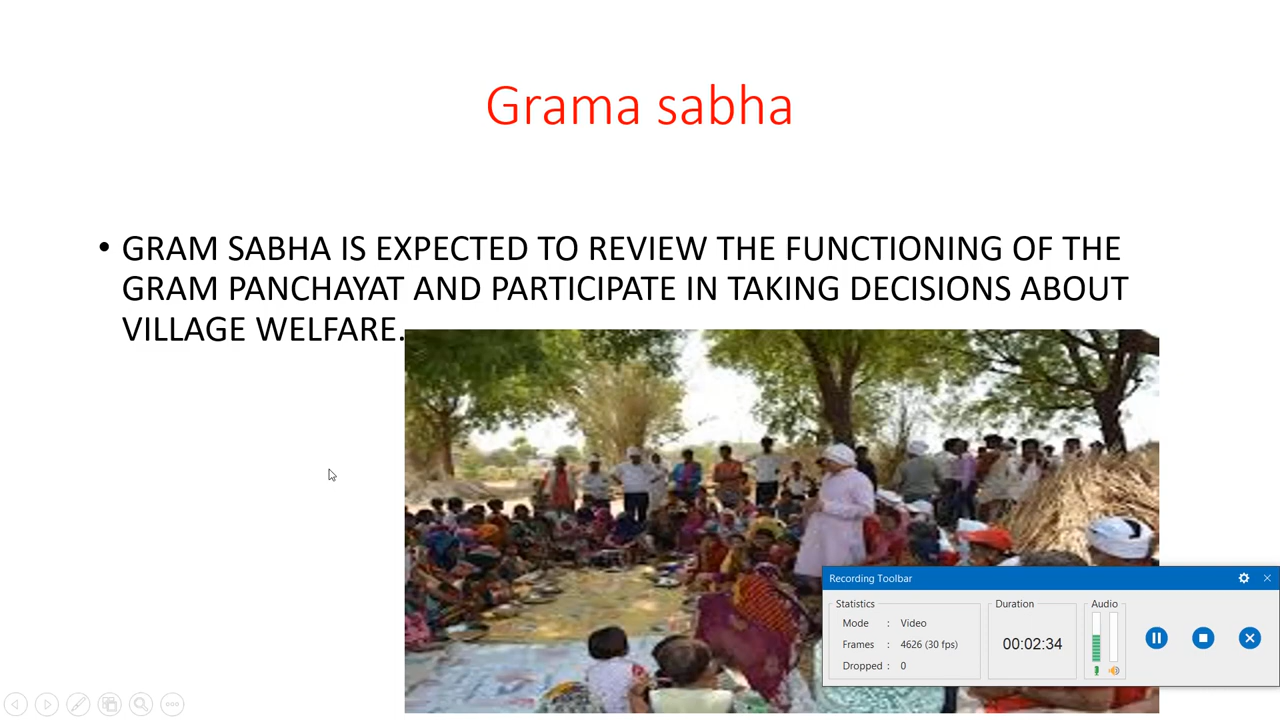 Grama sabha
• GRAM SABHA IS EXPECTED TO REVIEW THE FUNCTIONING OF THE
GRAM PANCHAYAT AND PARTICIPATE IN TAKING DECISIONS ABOUT
VILLAGE WELFARE.
Recording Toolbar
Statistics
Mode : Video
Frames : 4626 (30 fps)
Dropped : 0
Duration
00:02:34
Audio